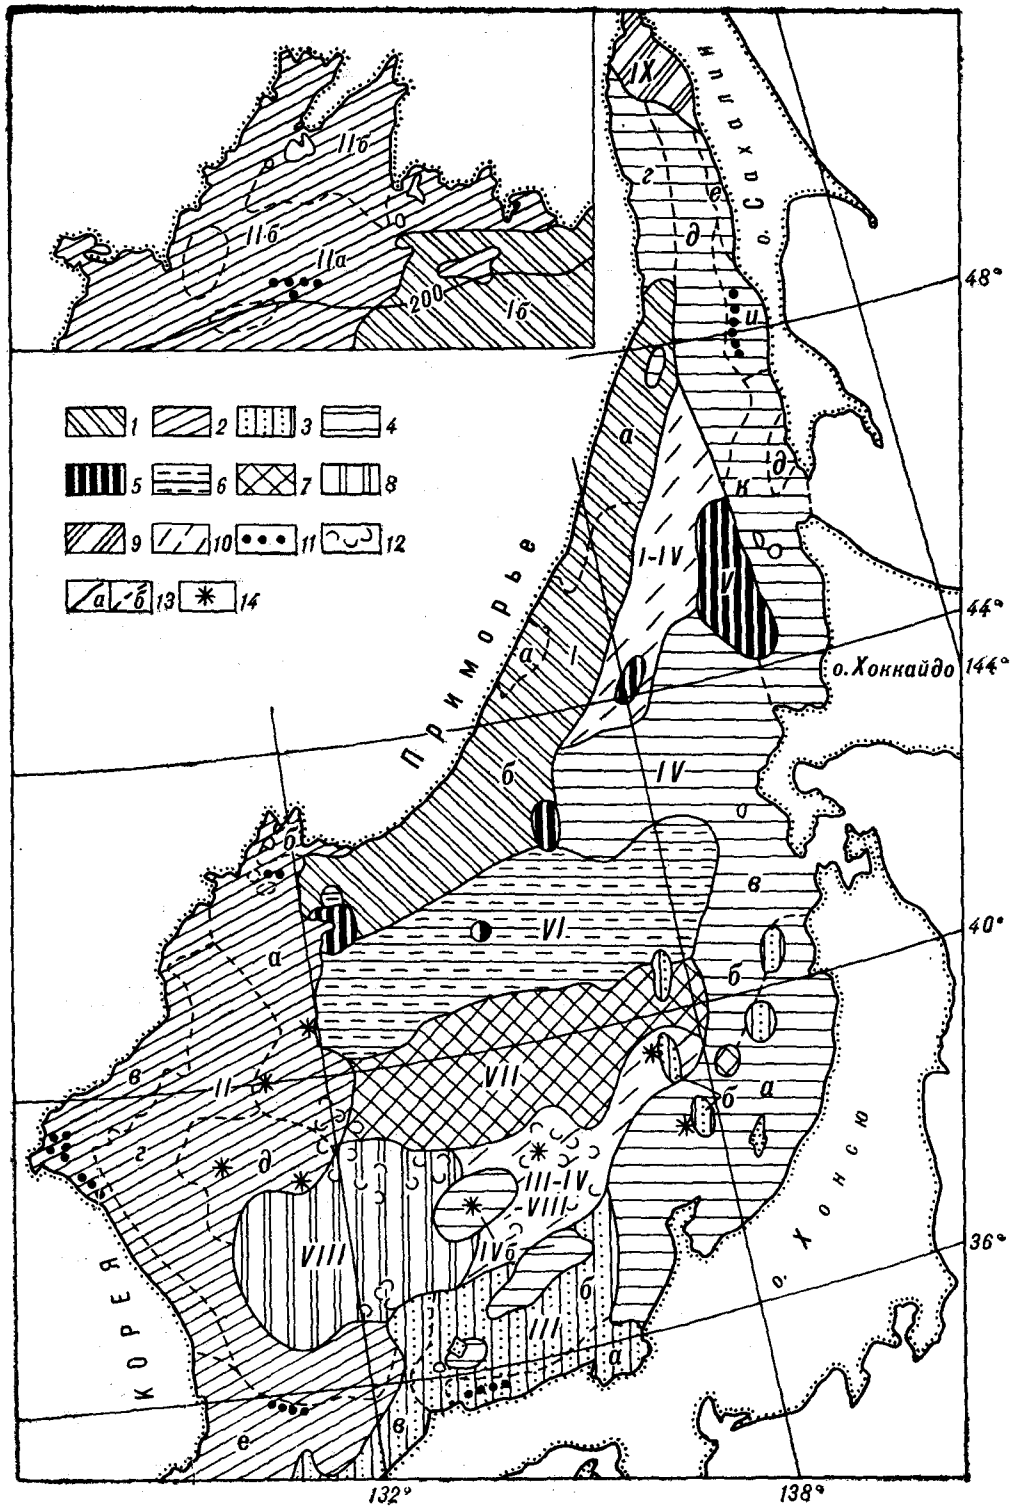 IIб
IIб
IIа
200
Iб
IX
о. Сахалин
г
е
д
и
48°
1 2 3 4
5 6 7 8
9 10 11 12
а б 13 14
а
д
к
I-IV
V
44°
144°
о. Хоккайдо
Приморье
а
I
б
IV
б
в
VI
40°
а
б
в
II
VII
а
б
г
д
III-IV
-VIII
о. Хонсю
VIII
IVб
б
36°
КОРЕЯ
III
а
е
в
132°
138°